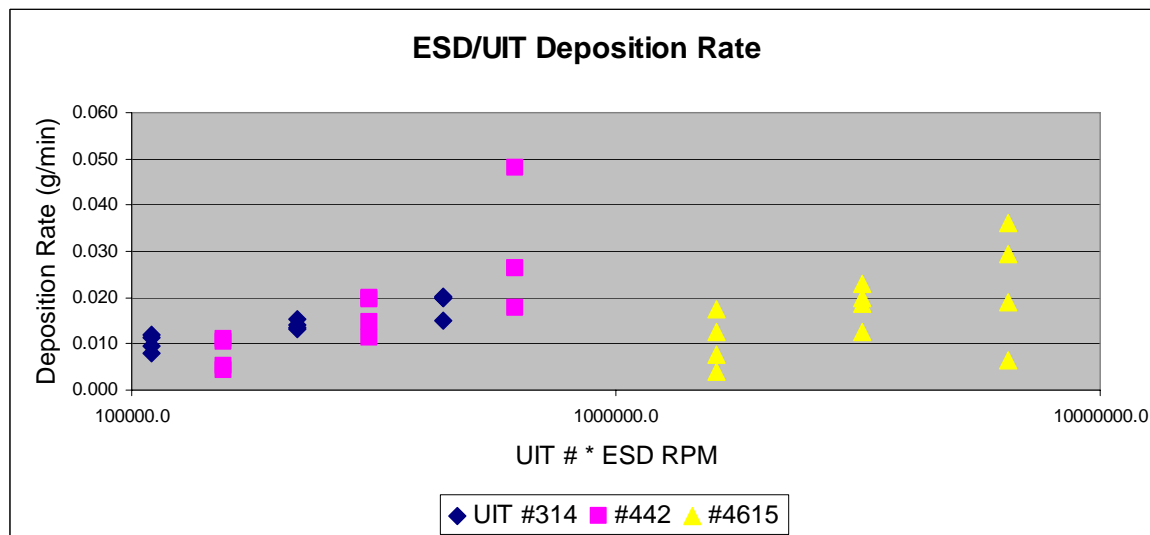 ESD/UIT Deposition Rate
Deposition Rate (g/min)
0.060
0.050
0.040
0.030
0.020
0.010
0.000
100000.0 1000000.0 10000000.0
UIT # * ESD RPM
UIT #314 #442 #4615